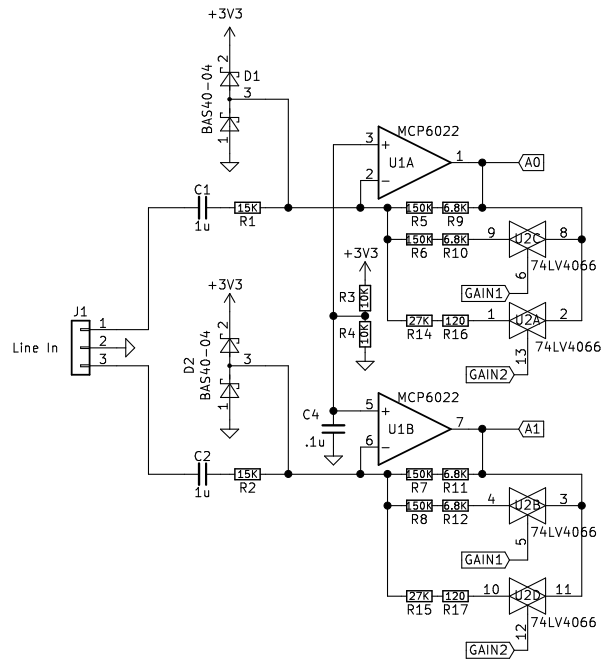 +3V3
2
D1
3
BAS40-04
1
MCP6022
3
+
U1A
1
A0
2
−
C1
1u
15K
R1
150K
6.8K
R5
R9
150K
6.8K
R6
R10
9
U2C
8
74LV4066
6
GAIN1
+3V3
R3
10K
R4
10K
27K
120
R14
R16
1
U2A
2
74LV4066
13
GAIN2
J1
Line In
1
2
3
+3V3
2
D2
3
BAS40-04
1
C4
.1u
MCP6022
5
+
U1B
7
A1
6
−
C2
1u
15K
R2
150K
6.8K
R7
R11
150K
6.8K
R8
R12
4
U2B
3
74LV4066
5
GAIN1
27K
120
R15
R17
10
U2D
11
74LV4066
12
GAIN2